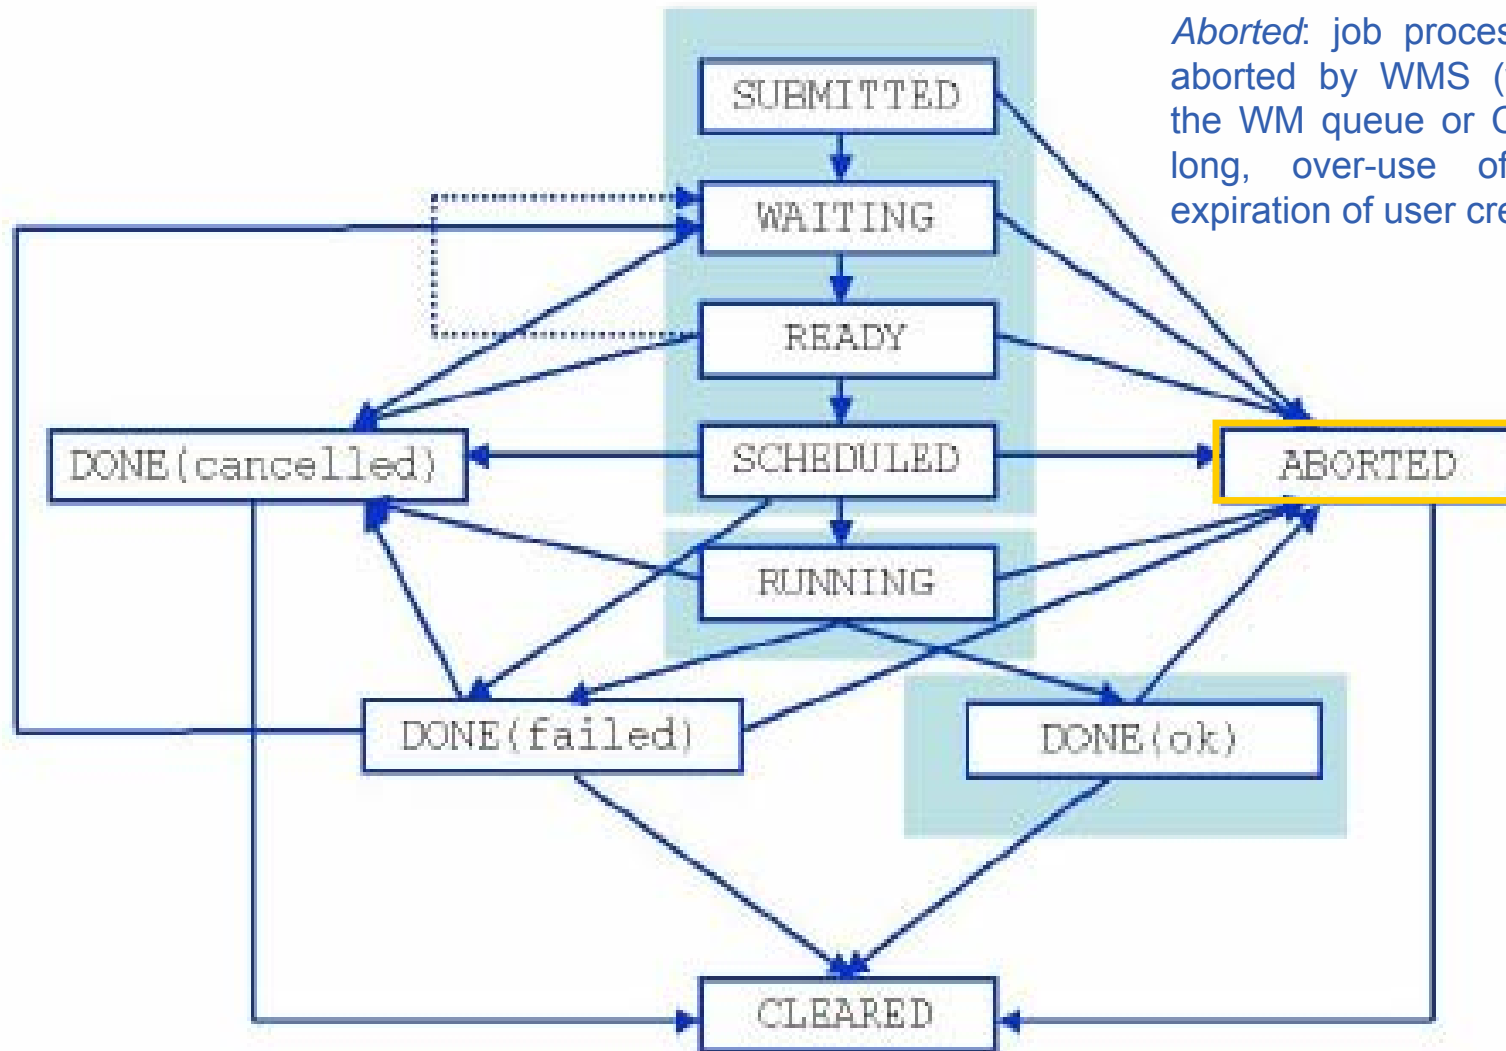 Aborted: job proces
aborted by WMS (
the WM queue or
long, over-use of
expiration of user cre
SUBMITTED
WAITING
READY
SCHEDULED
DONE(cancelled)
ABORTED
RUNNING
DONE(failed)
DONE(ok)
CLEARED